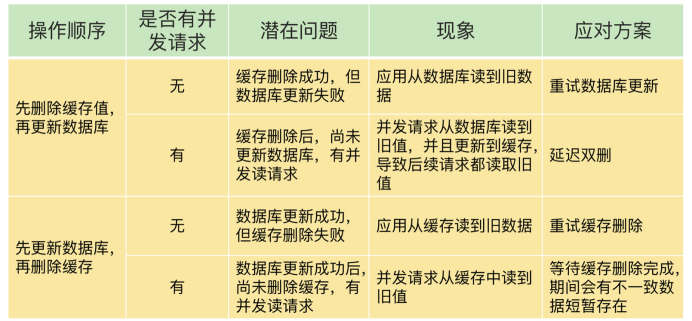 操作顺序
是否有并
发请求
潜在问题
现象
应对方案
先删除缓存值，
再更新数据库
无
缓存删除成功，但
数据库更新失败
应用从数据库读到旧数
据
重试数据库更新
有
缓存删除后，尚未
更新数据库，有并
发读请求
并发请求从数据库读到
旧值，并且更新到缓存，
导致后续请求都读取旧
值
延迟双删
先更新数据库，
再删除缓存
无
数据库更新成功，
但缓存删除失败
应用从缓存读到旧数据
重试缓存删除
有
数据库更新成功后，
尚未删除缓存，有
并发读请求
并发请求从缓存中读到
旧值
等待缓存删除完成，
期间会有不一致数
据短暂存在